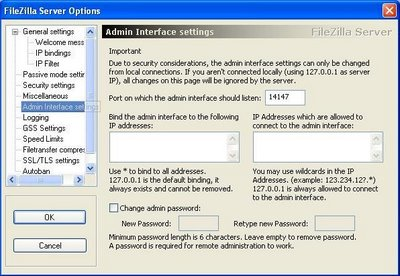 FileZilla Server Options
General settings
Welcome mess
IP bindings
IP Filter
Passive mode settin
Security settings
Miscellaneous
Admin Interface settings
Logging
GSS Settings
Speed Limits
Filetransfer compres
SSL/TLS settings
Autoban
OK
Cancel
Admin Interface settings
FileZilla Server
Important
Due to security considerations, the admin interface settings can only be changed
from local connections. If you aren't connected locally (using 127.0.0.1 as server
IP), all changes on this page will be ignored by the server.
Port on which the admin interface should listen: 14147
Bind the admin interface to the following
IP addresses:
IP Addresses which are allowed to
connect to the admin interface:
Use * to bind to all addresses.
127.0.0.1 is the default binding, it
always exists and cannot be removed.
You may use wildcards in the IP
Addresses. (example: 123.234.12?.*)
127.0.0.1 is always allowed to connect
to the admin interface.
Change admin password:
New Password:
Retype new Password:
Minimum password length is 6 characters. Leave empty to remove password.
A password is required for remote administration to work.